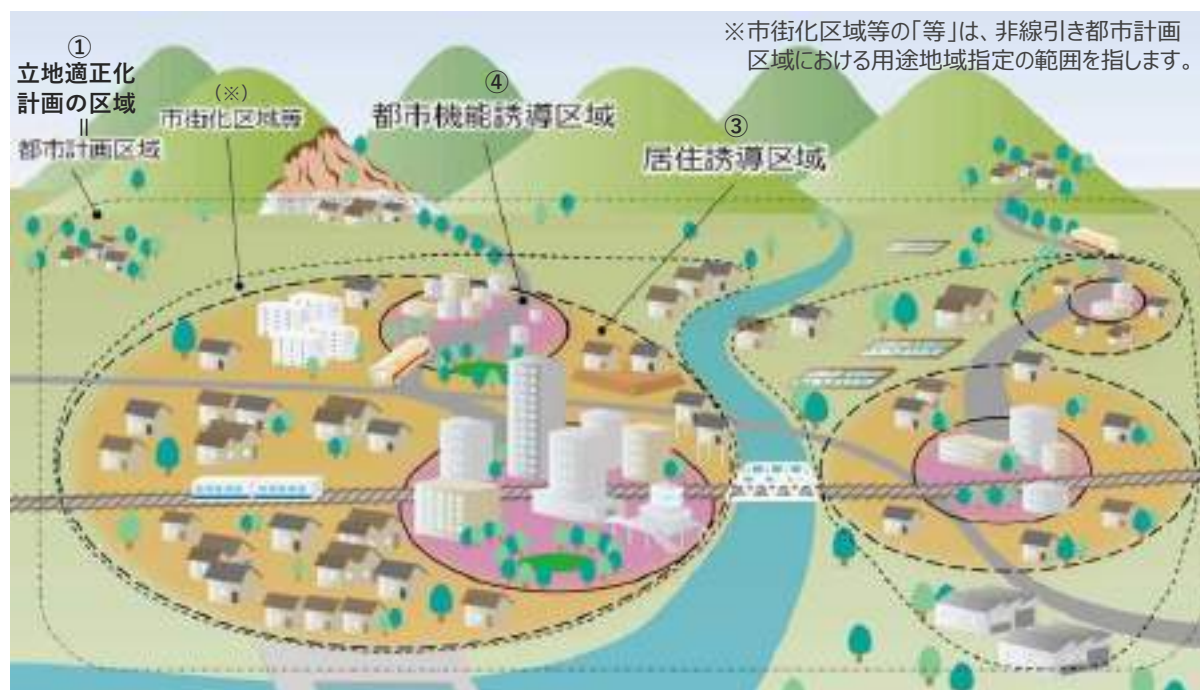 ※市街化区域等の「等」は、非線引き都市計画
区域における用途地域指定の範囲を指します。
①
立地適正化
計画の区域
||
都市計画区域
(※)
市街化区域等
④
都市機能誘導区域
③
居住誘導区域